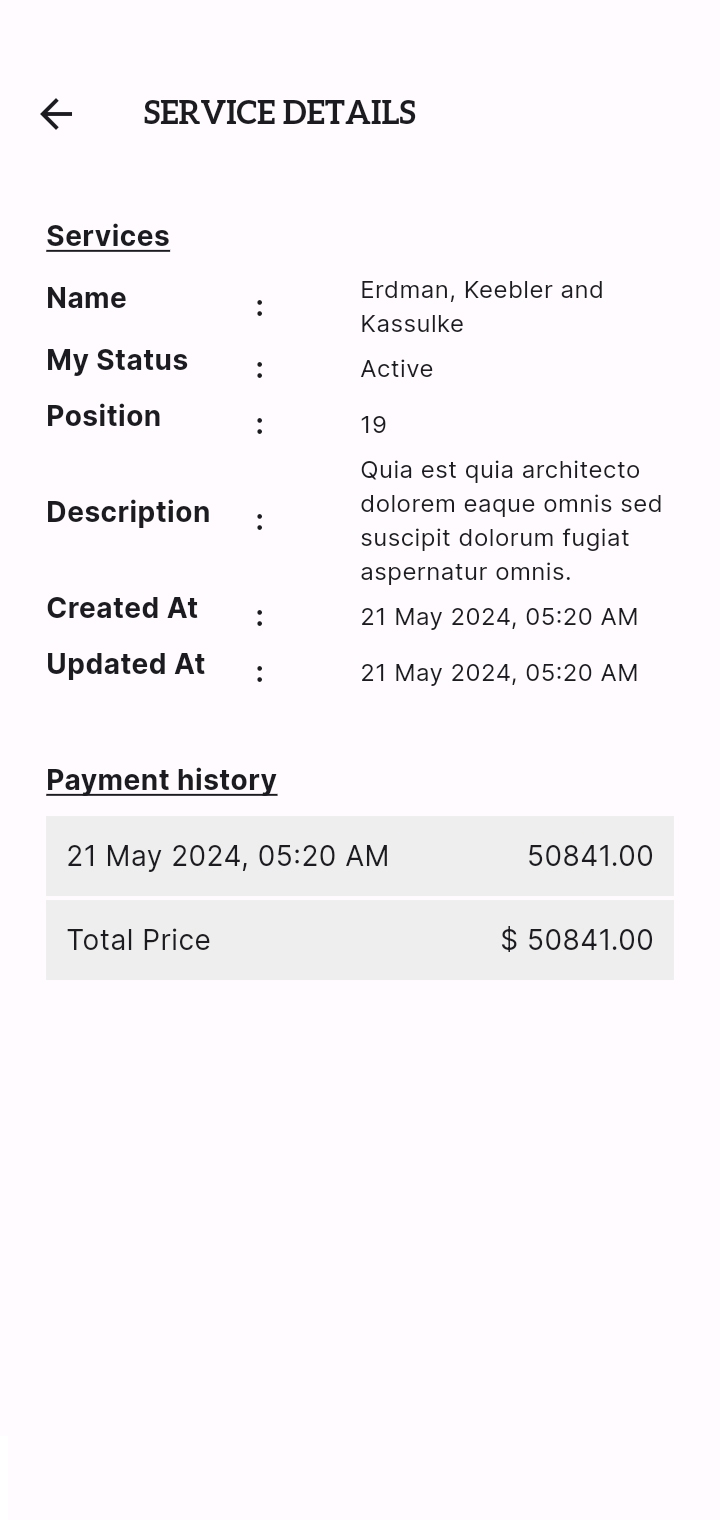 SERVICE DETAILS
Services
Name : Erdman, Keebler and
Kassulke
My Status : Active
Position : 19
Description : Quia est quia architecto
dolorem eaque omnis sed
suscipit dolorum fugiat
aspernatur omnis.
Created At : 21 May 2024, 05:20 AM
Updated At : 21 May 2024, 05:20 AM
Payment history
21 May 2024, 05:20 AM 50841.00
Total Price $ 50841.00